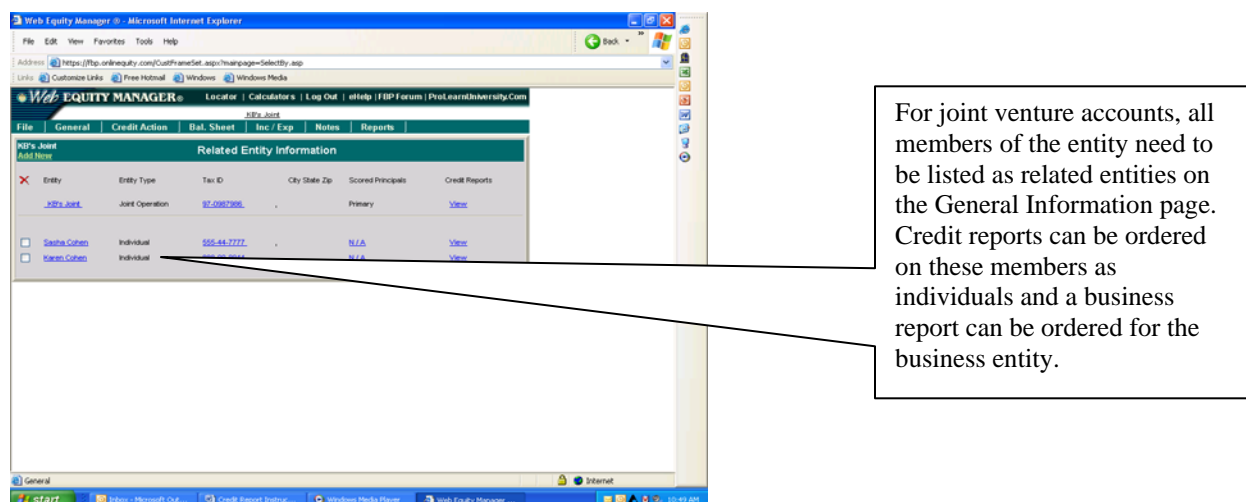 Web Equity Manager ® - Microsoft Internet Explorer
File Edit View Favorites Tools Help
Back
Address https://fbp.onlinequity.com/CustFrameSet.aspx?mainpage=SelectBy.asp
Links Customize Links Free Hotmail Windows Windows Media
Web EQUITY MANAGER® Locator | Calculators | Log Out | eHelp | FBP Forum | ProLearnUniversity.Com
KB's Joint
File General Credit Action Bal. Sheet Inc / Exp Notes Reports
KB's Joint
Add New
Related Entity Information
Entity Entity Type Tax ID City State Zip Scored Principals Credit Reports
KB's Joint Joint Operation 97-0987986 , Primary View
Sasha Cohen Individual 555-44-7777 , N/A View
Karen Cohen Individual N/A View
For joint venture accounts, all
members of the entity need to
be listed as related entities on
the General Information page.
Credit reports can be ordered
on these members as
individuals and a business
report can be ordered for the
business entity.
General Internet
start Inbox - Microsoft Out... Credit Report Instruc... Windows Media Player Web Equity Manager ... 10:49 AM